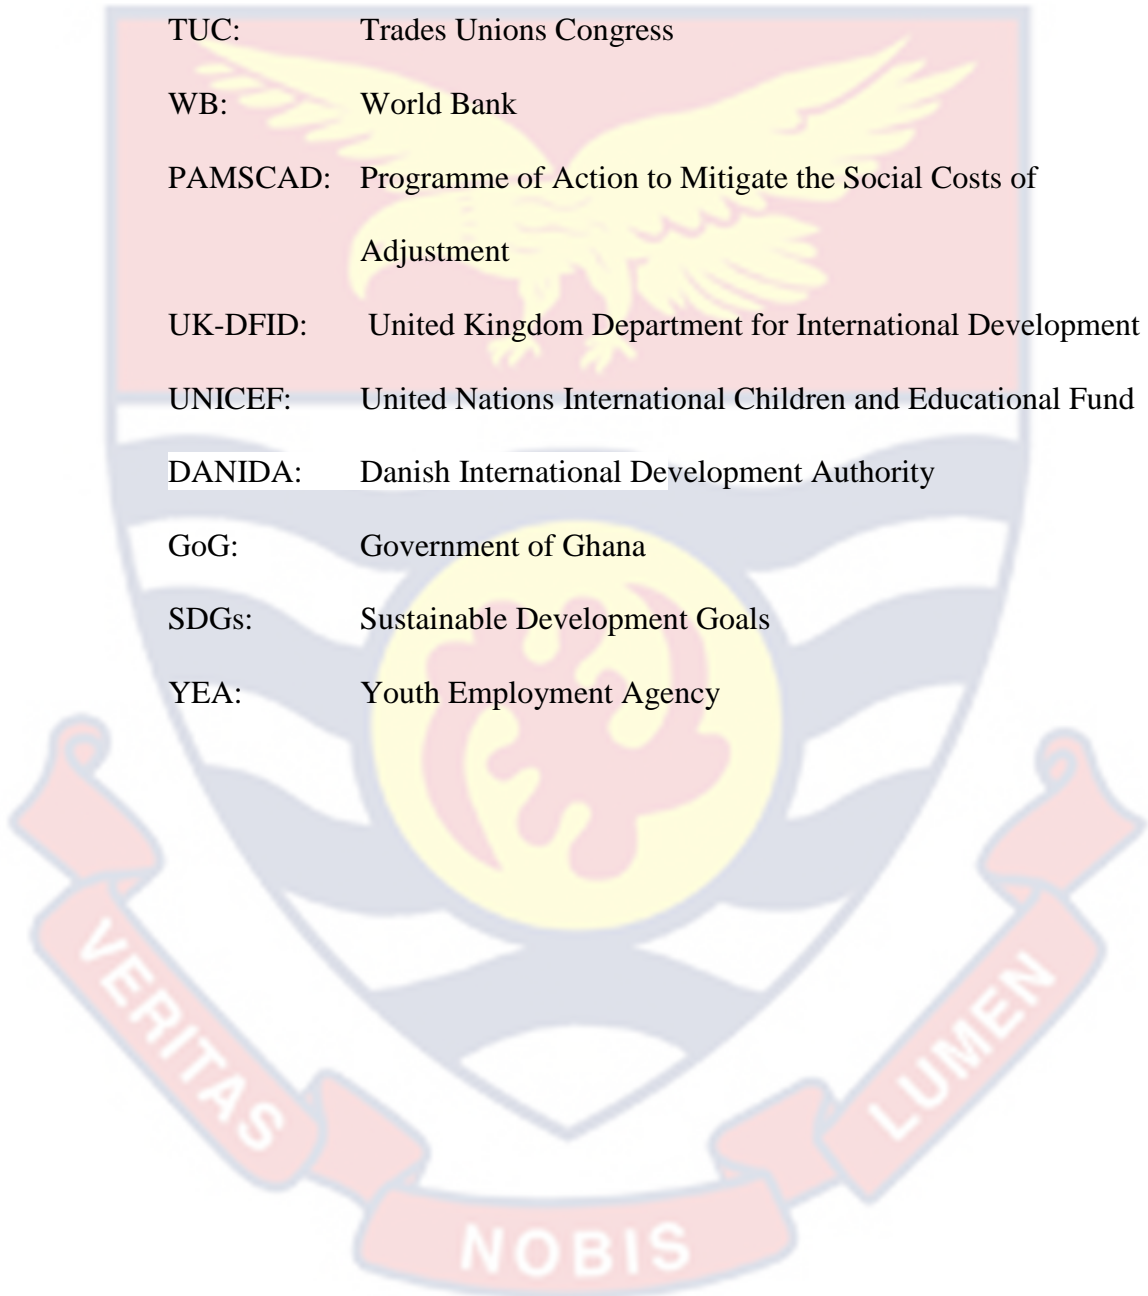 TUC: Trades Unions Congress
WB: World Bank
PAMSCAD: Programme of Action to Mitigate the Social Costs of
Adjustment
UK-DFID: United Kingdom Department for International Development
UNICEF: United Nations International Children and Educational Fund
DANIDA: Danish International Development Authority
GoG: Government of Ghana
SDGs: Sustainable Development Goals
YEA: Youth Employment Agency
VERITAS
NOBIS
LUMEN